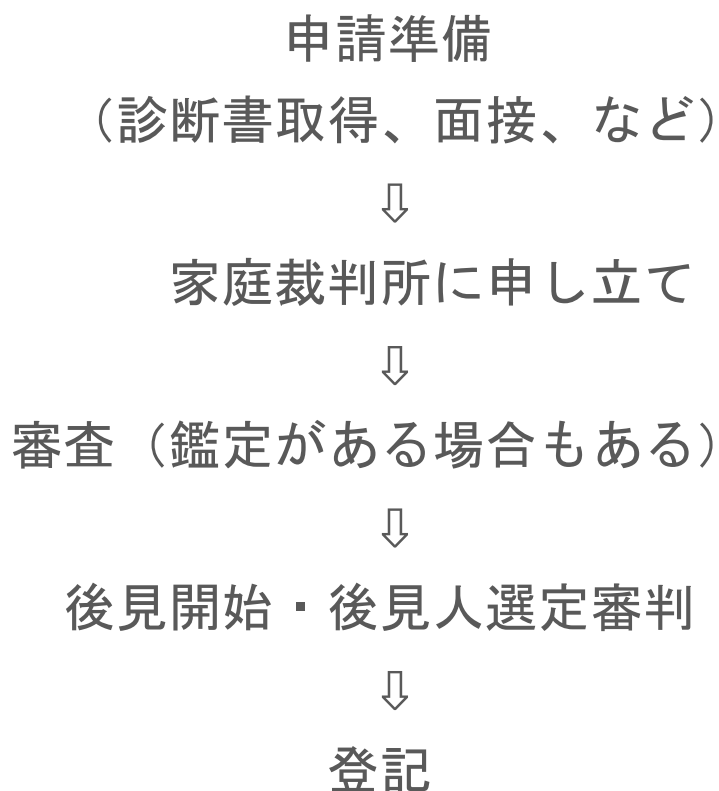 申請準備
（診断書取得、面接、など）
⇩
家庭裁判所に申し立て
⇩
審査（鑑定がある場合もある）
⇩
後見開始・後見人選定審判
⇩
登記